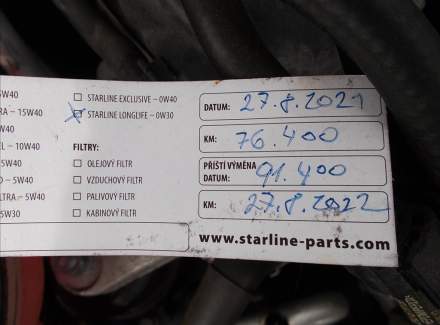 5W40
RA – 15W40
W40
EL – 10W40
5W40
D – 5W40
LTRA – 5W40
5W30
STARLINE EXCLUSIVE – 0W40
STARLINE LONGLIFE – 0W30
FILTRY:
OLEJOVÝ FILTR
VZDUCHOVÝ FILTR
PALIVOVÝ FILTR
KABINOVÝ FILTR
DATUM: 27.8.2021
KM: 76.400
PŘÍŠTÍ VÝMĚNA
DATUM: 91.400
KM: 27.8.2022
www.starline-parts.com